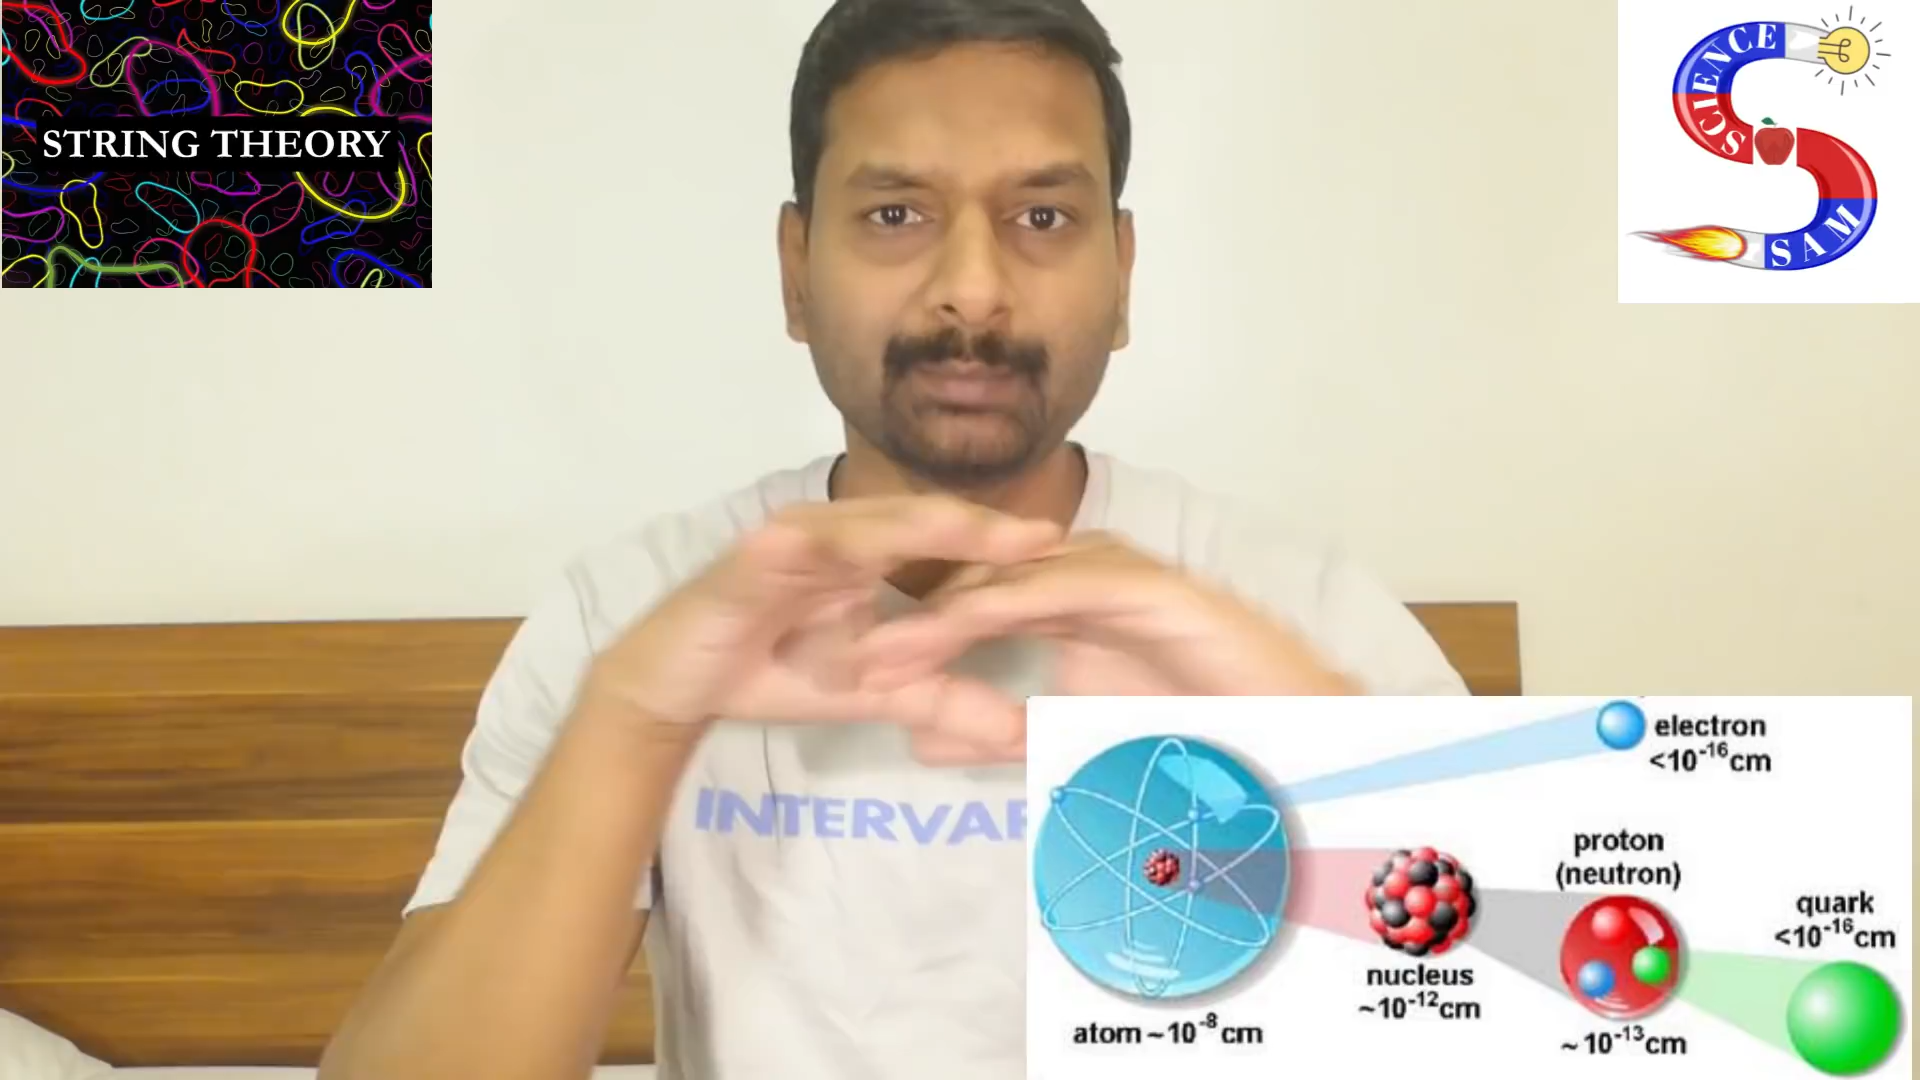 STRING THEORY
SCIENCE
SAM
INTERVA
electron
<10⁻¹⁶cm
proton
(neutron)
quark
<10⁻¹⁶cm
nucleus
~10⁻¹²cm
atom ~ 10⁻⁸ cm
~ 10⁻¹³cm